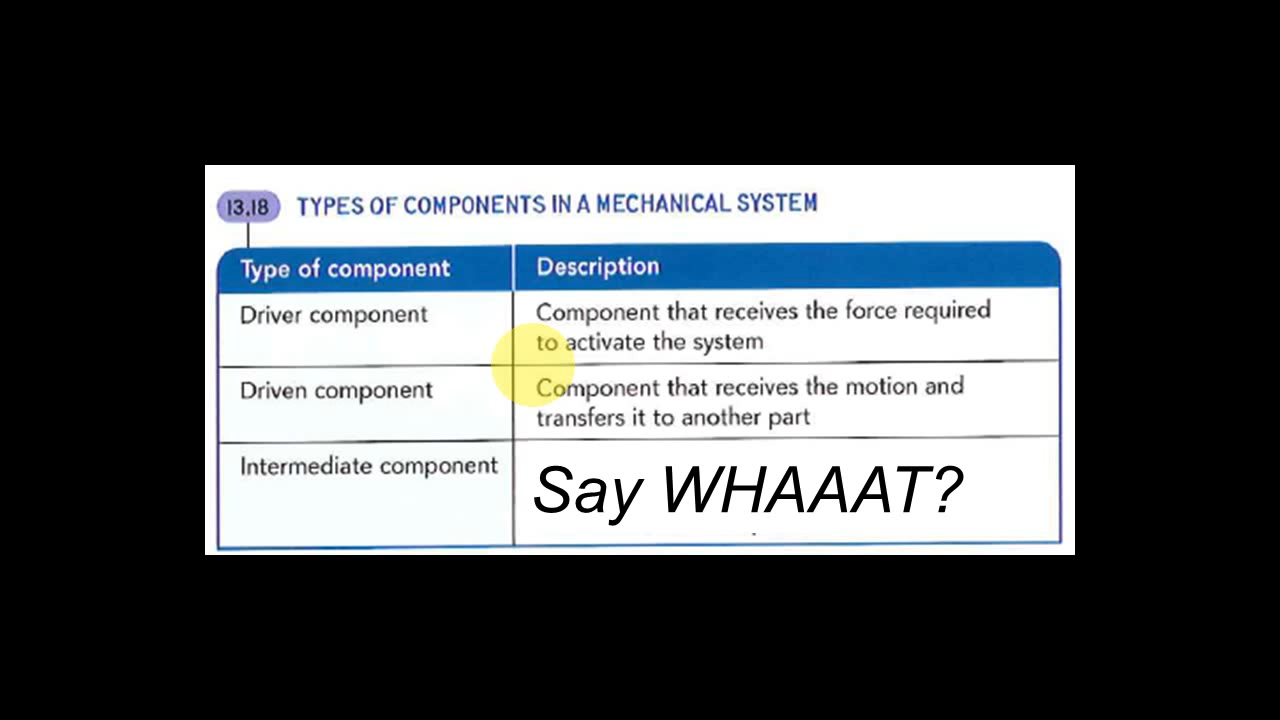 13.18 TYPES OF COMPONENTS IN A MECHANICAL SYSTEM
Type of component Description
Driver component Component that receives the force required
to activate the system
Driven component Component that receives the motion and
transfers it to another part
Intermediate component Say WHAAAT?